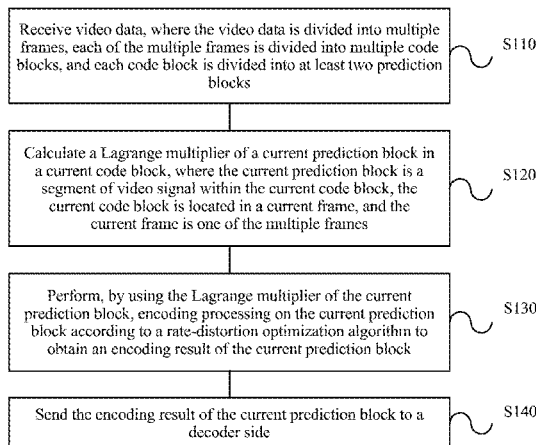 Receive video data, where the video data is divided into multiple
frames, each of the multiple frames is divided into multiple code
blocks, and each code block is divided into at least two prediction
blocks
S110
Calculate a Lagrange multiplier of a current prediction block in
a current code block, where the current prediction block is a
segment of video signal within the current code block, the
current code block is located in a current frame, and the
current frame is one of the multiple frames
S120
Perform, by using the Lagrange multiplier of the current
prediction block, encoding processing on the current prediction
block according to a rate-distortion optimization algorithm to
obtain an encoding result of the current prediction block
S130
Send the encoding result of the current prediction block to a
decoder side
S140